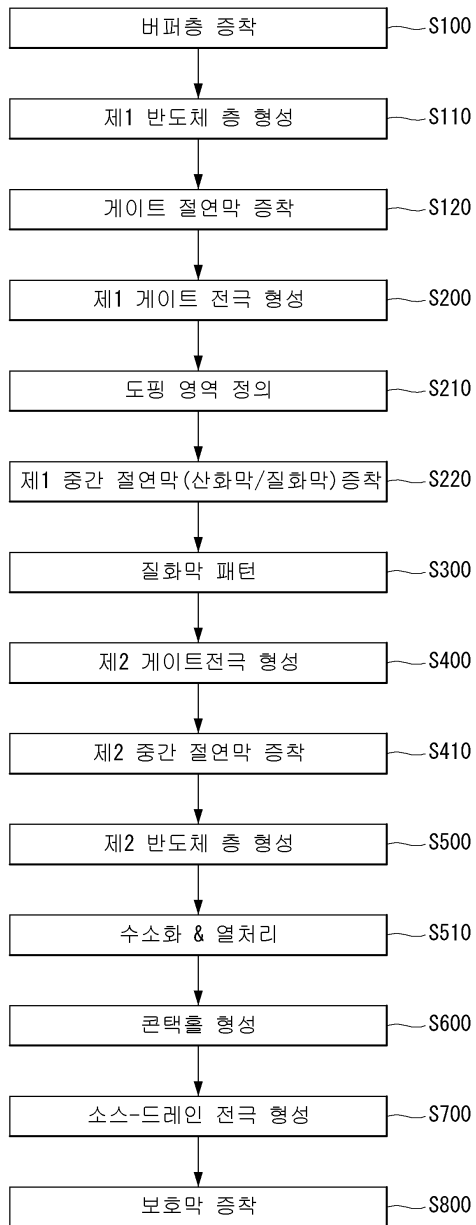 버퍼층 증착 S100
제1 반도체 층 형성 S110
게이트 절연막 증착 S120
제1 게이트 전극 형성 S200
도핑 영역 정의 S210
제1 중간 절연막(산화막/질화막)증착 S220
질화막 패턴 S300
제2 게이트전극 형성 S400
제2 중간 절연막 증착 S410
제2 반도체 층 형성 S500
수소화 & 열처리 S510
콘택홀 형성 S600
소스-드레인 전극 형성 S700
보호막 증착 S800